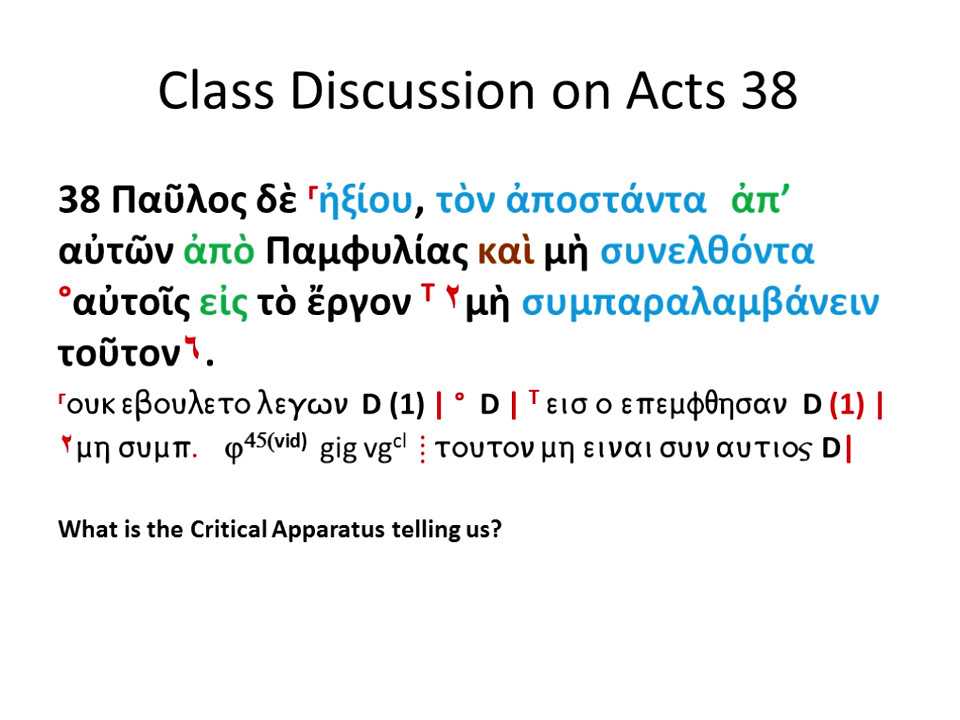 Class Discussion on Acts 38
38 Παῦλος δὲ ⸀ἠξίου, τὸν ἀποστάντα ἀπ’
αὐτῶν ἀπὸ Παμφυλίας καὶ μὴ συνελθόντα
°αὐτοῖς εἰς τὸ ἔργον ⸆ ⸂μὴ συμπαραλαμβάνειν
τοῦτον⸃.
⸀ουκ εβουλετο λεγων D (1) | ° D | ⸆ εισ ο επεμφθησαν D (1) |
⸂μη συμπ. φ45(vid) gig vgcl ┊ τουτον μη ειναι συν αυτιος D|
What is the Critical Apparatus telling us?